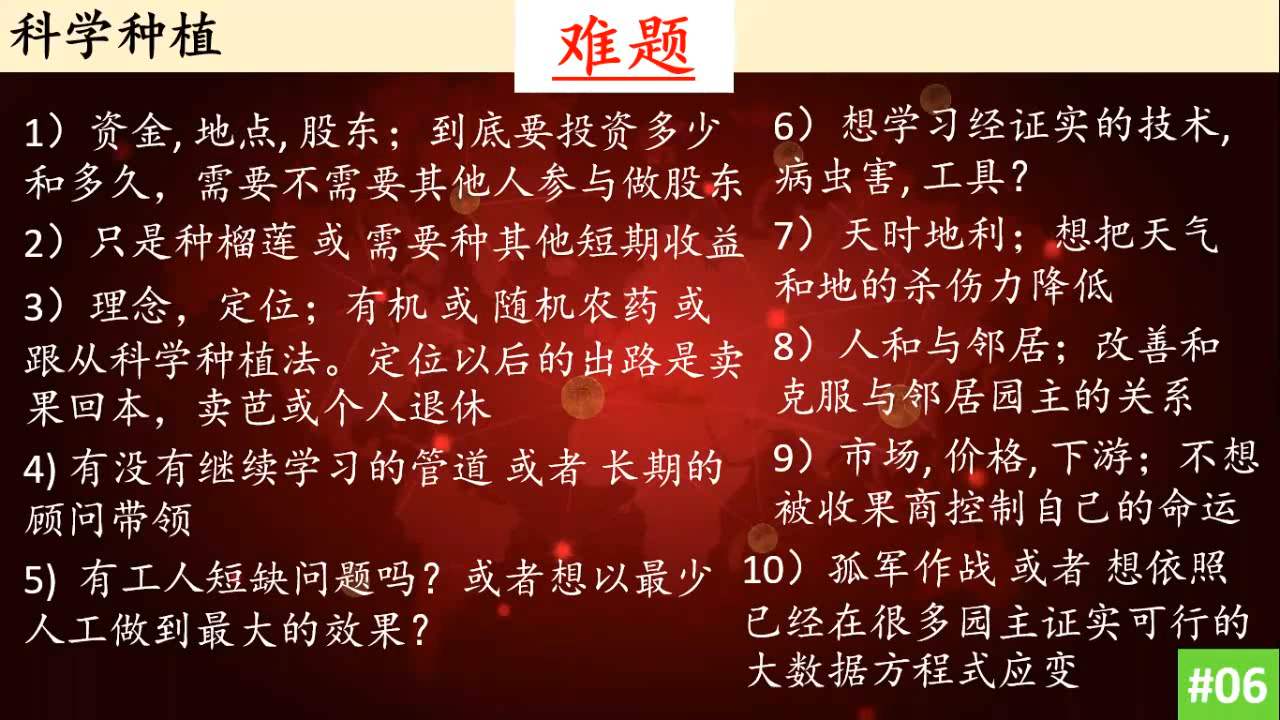 科学种植
难题
1）资金, 地点, 股东；到底要投资多少
和多久，需要不需要其他人参与做股东
2）只是种榴莲 或 需要种其他短期收益
3）理念，定位；有机 或 随机农药 或
跟从科学种植法。定位以后的出路是卖
果回本，卖芭或个人退休
4) 有没有继续学习的管道 或者 长期的
顾问带领
5) 有工人短缺问题吗？或者想以最少
人工做到最大的效果？
6）想学习经证实的技术,
病虫害, 工具？
7）天时地利；想把天气
和地的杀伤力降低
8）人和与邻居；改善和
克服与邻居园主的关系
9）市场, 价格, 下游；不想
被收果商控制自己的命运
10）孤军作战 或者 想依照
已经在很多园主证实可行的
大数据方程式应变
#06